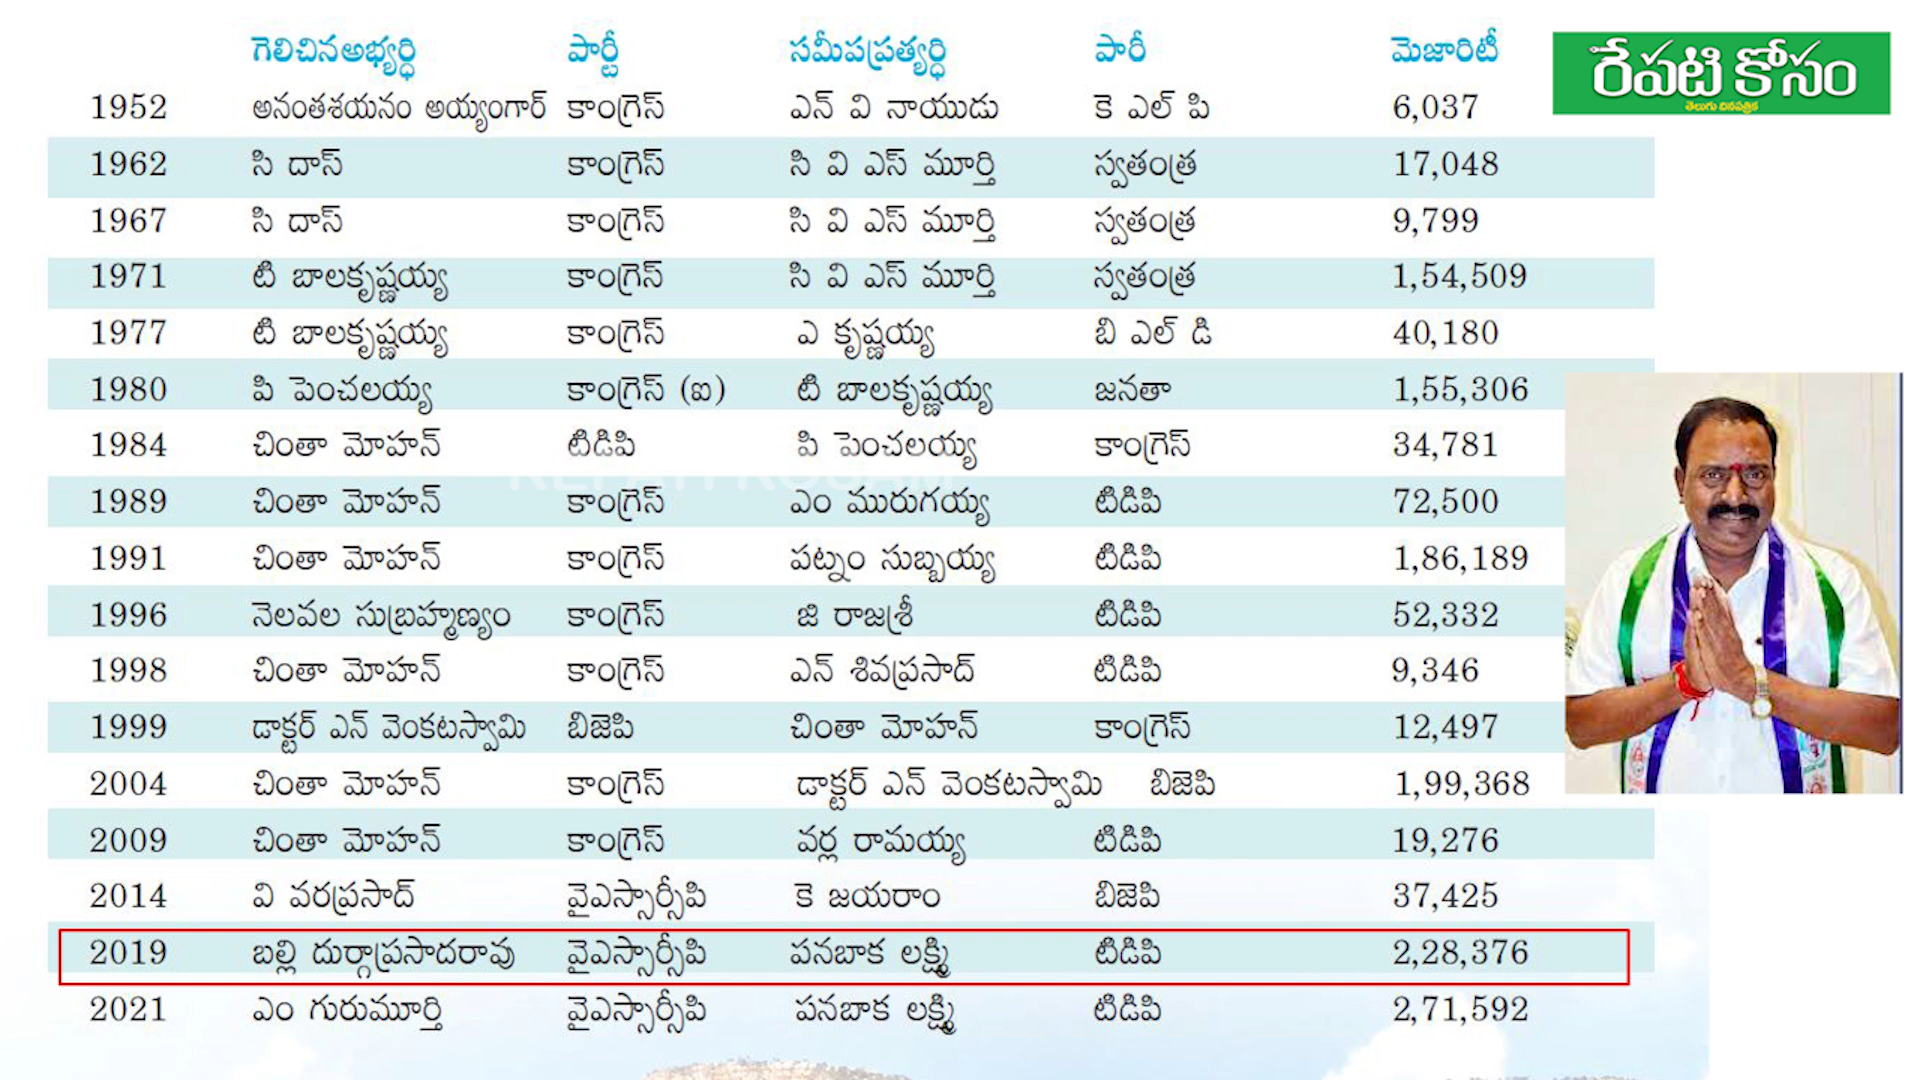 గెలిచినఅభ్యర్థి పార్టీ సమీపప్రత్యర్థి పారీ మెజారిటీ
రేపటి కోసం
తెలుగు దినపత్రిక
1952 అనంతశయనం అయ్యంగార్ కాంగ్రెస్ ఎన్ వి నాయుడు కె ఎల్ పి 6,037
1962 సి దాస్ కాంగ్రెస్ సి వి ఎస్ మూర్తి స్వతంత్ర 17,048
1967 సి దాస్ కాంగ్రెస్ సి వి ఎస్ మూర్తి స్వతంత్ర 9,799
1971 టి బాలకృష్ణయ్య కాంగ్రెస్ సి వి ఎస్ మూర్తి స్వతంత్ర 1,54,509
1977 టి బాలకృష్ణయ్య కాంగ్రెస్ ఎ కృష్ణయ్య బి ఎల్ డి 40,180
1980 పి పెంచలయ్య కాంగ్రెస్ (ఐ) టి బాలకృష్ణయ్య జనతా 1,55,306
1984 చింతా మోహన్ టిడిపి పి పెంచలయ్య కాంగ్రెస్ 34,781
REPATI KOSAM
1989 చింతా మోహన్ కాంగ్రెస్ ఎం మురుగయ్య టిడిపి 72,500
1991 చింతా మోహన్ కాంగ్రెస్ పట్నం సుబ్బయ్య టిడిపి 1,86,189
1996 నెలవల సుబ్రహ్మణ్యం కాంగ్రెస్ జి రాజశ్రీ టిడిపి 52,332
1998 చింతా మోహన్ కాంగ్రెస్ ఎన్ శివప్రసాద్ టిడిపి 9,346
1999 డాక్టర్ ఎన్ వెంకటస్వామి బిజెపి చింతా మోహన్ కాంగ్రెస్ 12,497
2004 చింతా మోహన్ కాంగ్రెస్ డాక్టర్ ఎన్ వెంకటస్వామి బిజెపి 1,99,368
2009 చింతా మోహన్ కాంగ్రెస్ వర్ల రామయ్య టిడిపి 19,276
2014 వి వరప్రసాద్ వైఎస్సార్సీపి కె జయరాం బిజెపి 37,425
2019 బల్లి దుర్గాప్రసాదరావు వైఎస్సార్సీపి పనబాక లక్ష్మి టిడిపి 2,28,376
2021 ఎం గురుమూర్తి వైఎస్సార్సీపి పనబాక లక్ష్మి టిడిపి 2,71,592